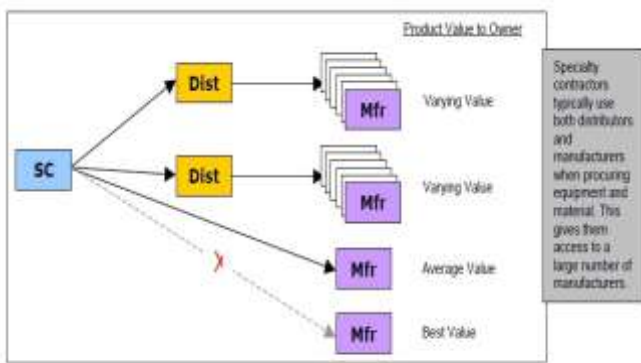 Product Value to Owner
Dist
Mfr
Varying Value
SC
Dist
Mfr
Varying Value
Mfr
Average Value
Mfr
Best Value
Specialty
contractors
typically use
both distributors
and
manufacturers
when procuring
equipment and
material. This
gives them
access to a
large number of
manufacturers.